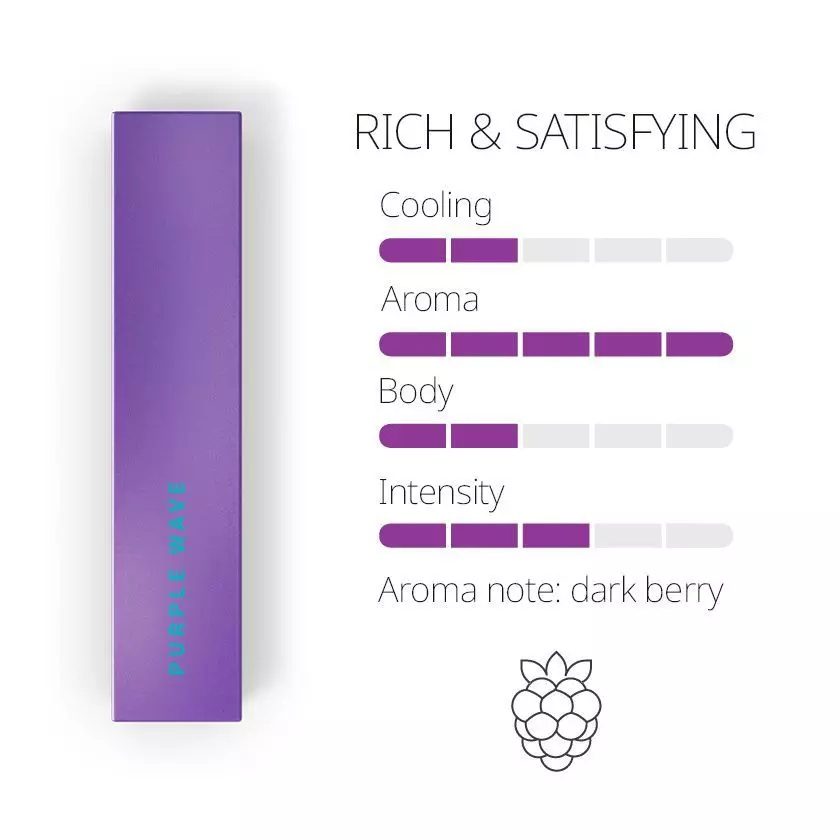 RICH & SATISFYING
Cooling
Aroma
Body
Intensity
Aroma note: dark berry
PURPLE WAVE